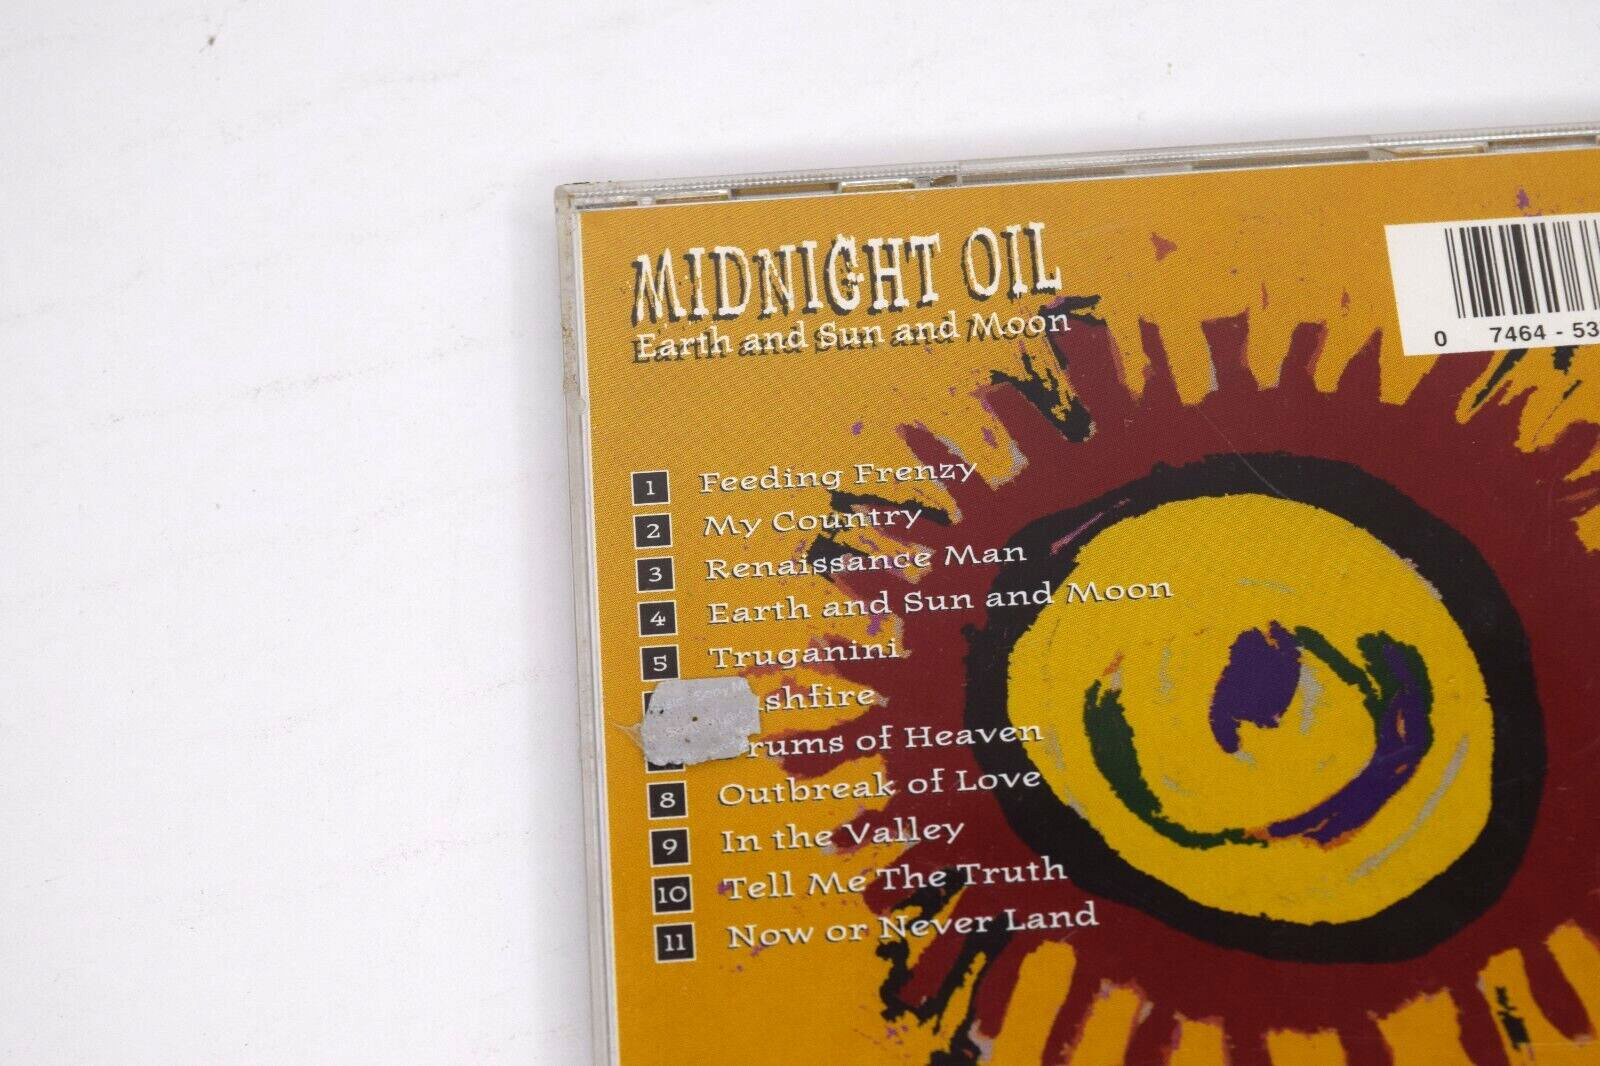 MIDNIGHT OIL
Earth and Sun and Moon
0 7464 - 53
1 Feeding Frenzy
2 My Country
3 Renaissance Man
4 Earth and Sun and Moon
5 Truganini
shfire
rums of Heaven
8 Outbreak of Love
9 In the Valley
10 Tell Me The Truth
11 Now or Never Land